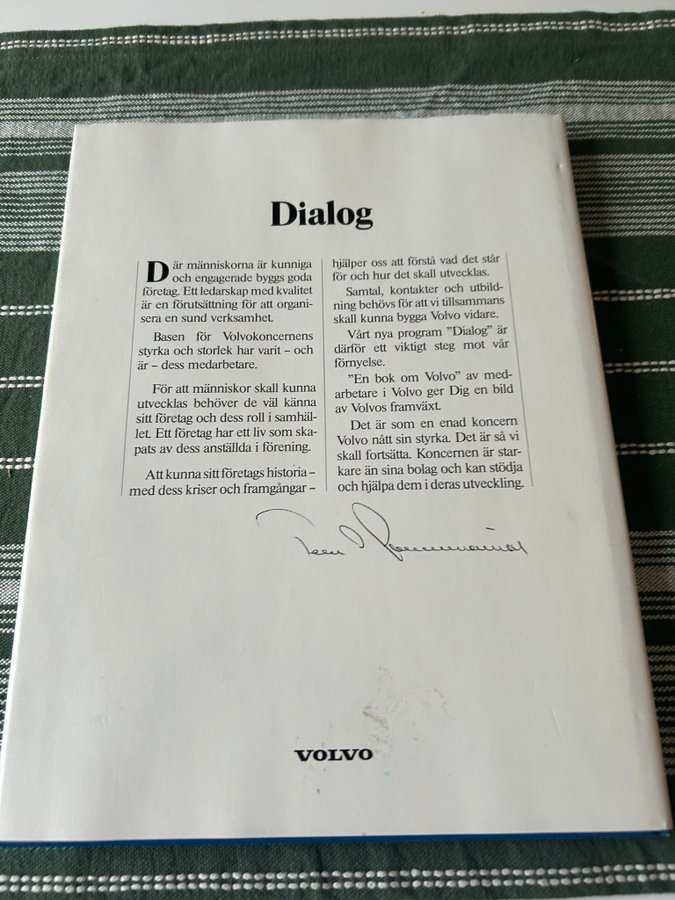 Dialog
Där människorna är kunniga
och engagerade byggs goda
företag. Ett ledarskap med kvalitet
är en förutsättning för att organi-
sera en sund verksamhet.
Basen för Volvokoncernens
styrka och storlek har varit – och
är – dess medarbetare.
För att människor skall kunna
utvecklas behöver de väl känna
sitt företag och dess roll i samhäl-
let. Ett företag har ett liv som ska-
pats av dess anställda i förening.
Att kunna sitt företags historia –
med dess kriser och framgångar –
hjälper oss att förstå vad det står
för och hur det skall utvecklas.
Samtal, kontakter och utbild-
ning behövs för att vi tillsammans
skall kunna bygga Volvo vidare.
Vårt nya program "Dialog" är
därför ett viktigt steg mot vår
förnyelse.
"En bok om Volvo" av med-
arbetare i Volvo ger Dig en bild
av Volvos framväxt.
Det är som en enad koncern
Volvo nått sin styrka. Det är så vi
skall fortsätta. Koncernen är star-
kare än sina bolag och kan stödja
och hjälpa dem i deras utveckling.
VOLVO